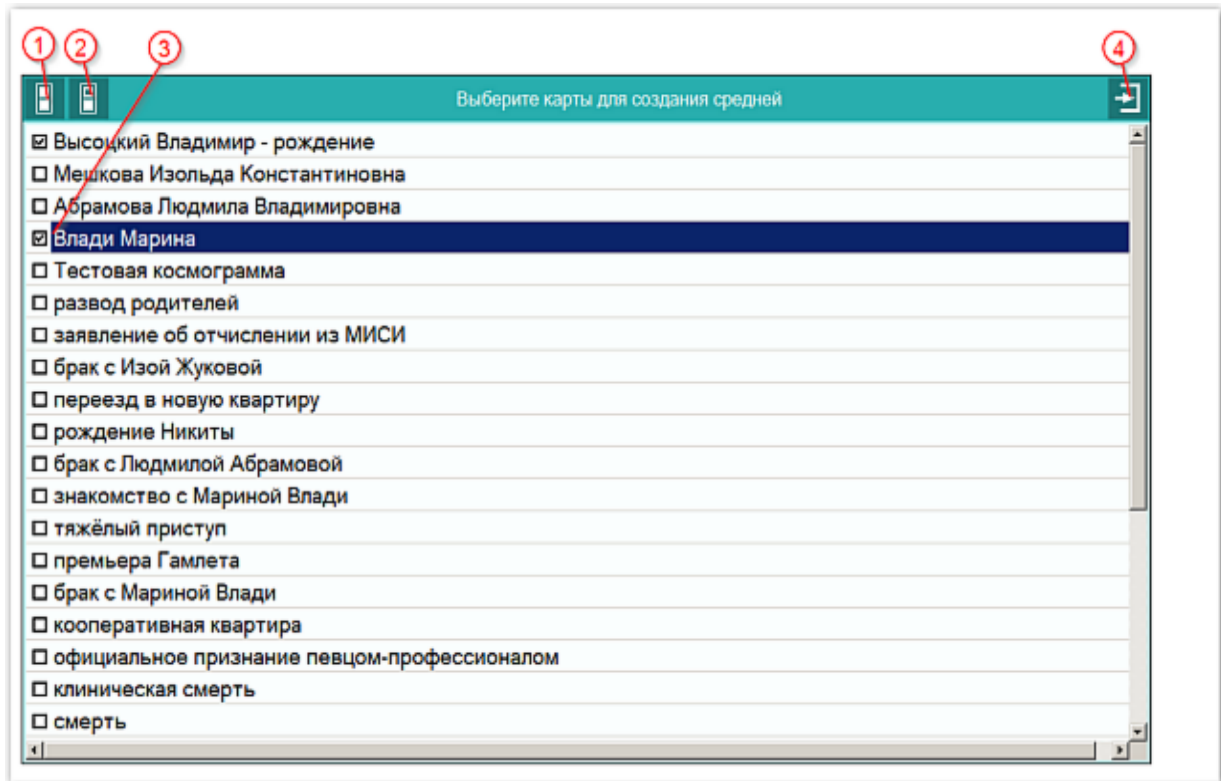 1 2 3 4
Выберите карты для создания средней
Высоцкий Владимир - рождение
Мешкова Изольда Константиновна
Абрамова Людмила Владимировна
Влади Марина
Тестовая космограмма
развод родителей
заявление об отчислении из МИСИ
брак с Изой Жуковой
переезд в новую квартиру
рождение Никиты
брак с Людмилой Абрамовой
знакомство с Мариной Влади
тяжёлый приступ
премьера Гамлета
брак с Мариной Влади
кооперативная квартира
официальное признание певцом-профессионалом
клиническая смерть
смерть